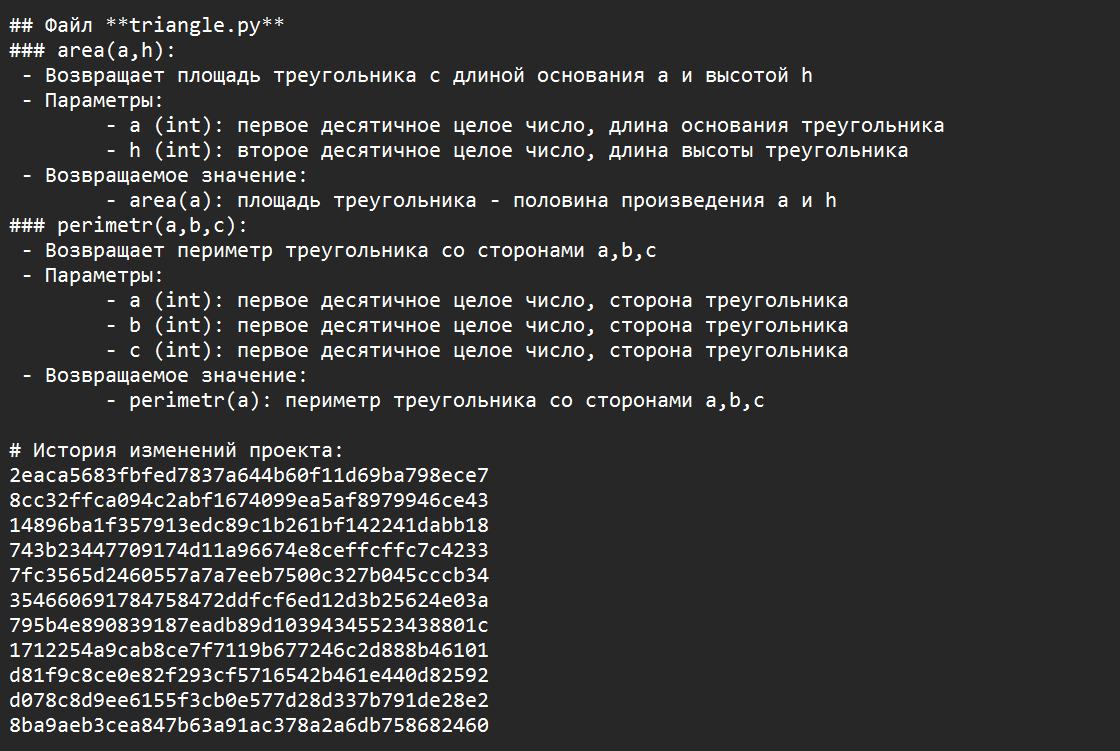 ## Файл **triangle.py**
### area(a,h):
 - Возвращает площадь треугольника с длиной основания a и высотой h
 - Параметры:
        - a (int): первое десятичное целое число, длина основания треугольника
        - h (int): второе десятичное целое число, длина высоты треугольника
 - Возвращаемое значение:
        - area(a): площадь треугольника - половина произведения a и h
### perimetr(a,b,c):
 - Возвращает периметр треугольника со сторонами a,b,c
 - Параметры:
        - a (int): первое десятичное целое число, сторона треугольника
        - b (int): первое десятичное целое число, сторона треугольника
        - c (int): первое десятичное целое число, сторона треугольника
 - Возвращаемое значение:
        - perimetr(a): периметр треугольника со сторонами a,b,c

# История изменений проекта:
2eaca5683fbfed7837a644b60f11d69ba798ece7
8cc32ffca094c2abf1674099ea5af8979946ce43
14896ba1f357913edc89c1b261bf142241dabb18
743b23447709174d11a96674e8ceffcffc7c4233
7fc3565d2460557a7a7eeb7500c327b045cccb34
354660691784758472ddfcf6ed12d3b25624e03a
795b4e890839187eadb89d10394345523438801c
1712254a9cab8ce7f7119b677246c2d888b46101
d81f9c8ce0e82f293cf5716542b461e440d82592
d078c8d9ee6155f3cb0e577d28d337b791de28e2
8ba9aeb3cea847b63a91ac378a2a6db758682460